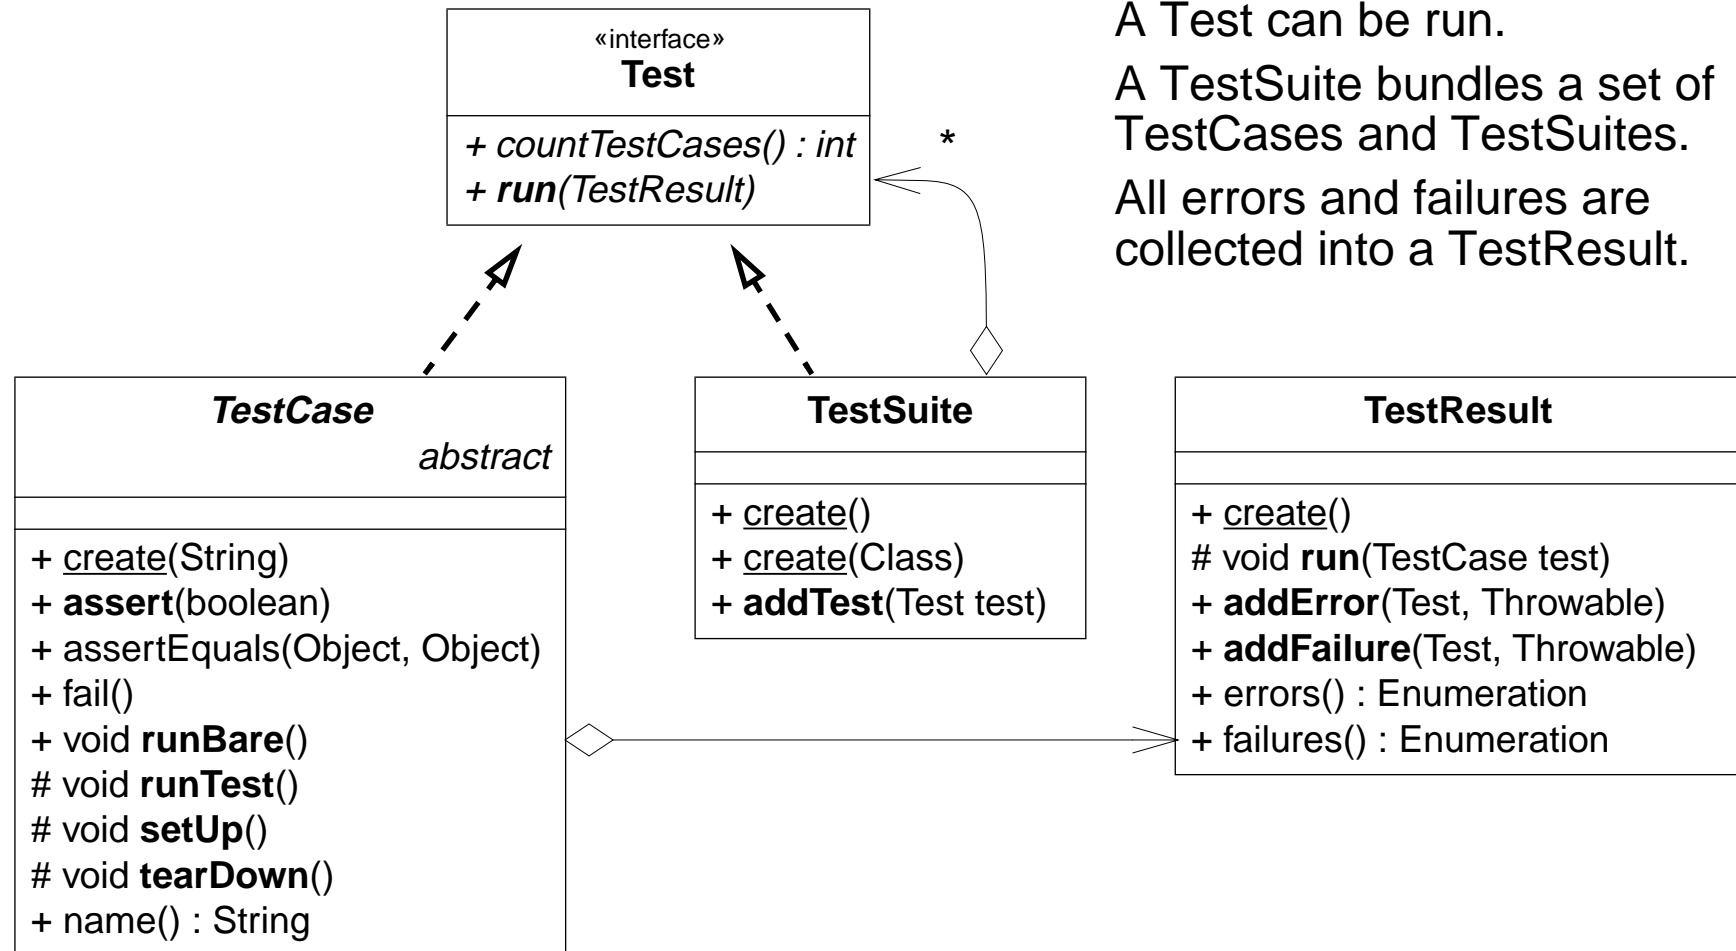 «interface»
Test
+ countTestCases() : int
+ run(TestResult)
*
A Test can be run.
A TestSuite bundles a set of
TestCases and TestSuites.
All errors and failures are
collected into a TestResult.
TestCase
abstract
+ create(String)
+ assert(boolean)
+ assertEquals(Object, Object)
+ fail()
+ void runBare()
# void runTest()
# void setUp()
# void tearDown()
+ name() : String
TestSuite
+ create()
+ create(Class)
+ addTest(Test test)
TestResult
+ create()
# void run(TestCase test)
+ addError(Test, Throwable)
+ addFailure(Test, Throwable)
+ errors() : Enumeration
+ failures() : Enumeration